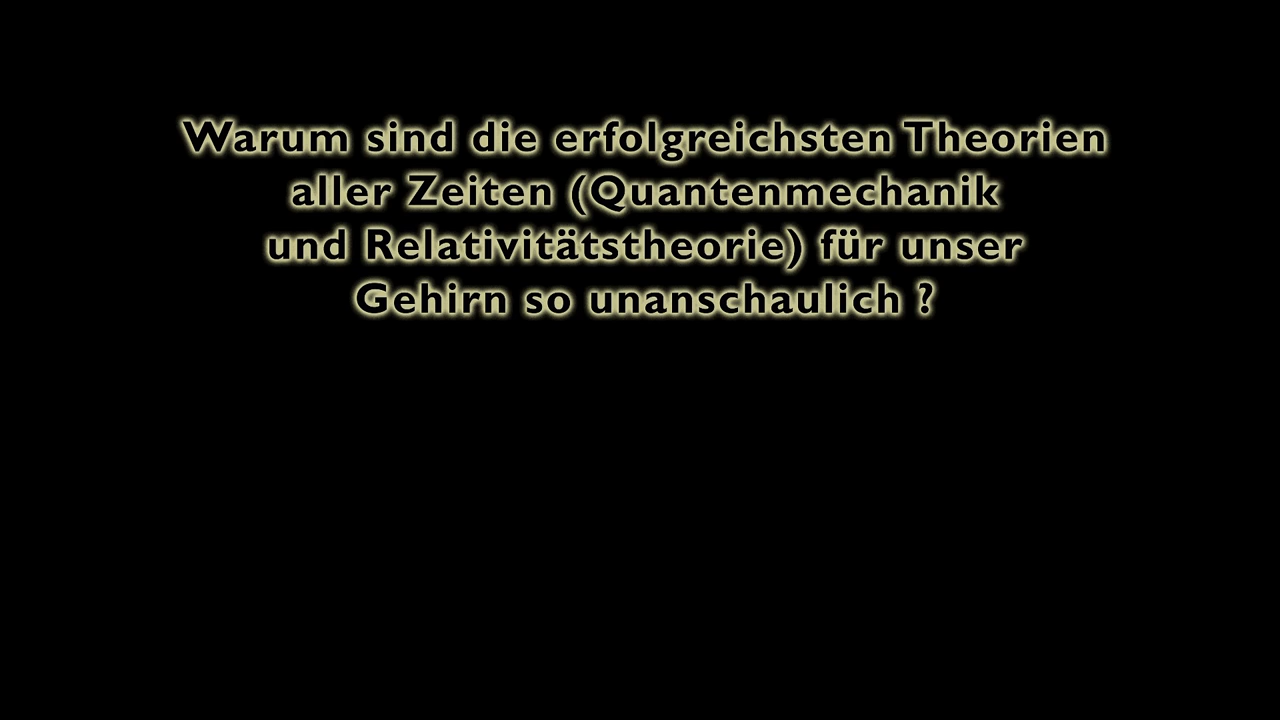 Warum sind die erfolgreichsten Theorien
aller Zeiten (Quantenmechanik
und Relativitätstheorie) für unser
Gehirn so unanschaulich ?